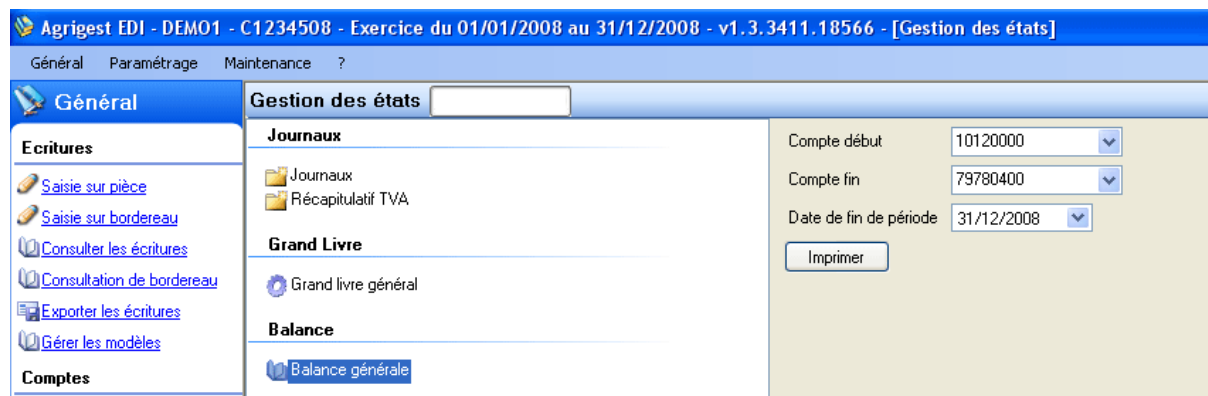 Agrigest EDI - DEMO1 - C1234508 - Exercice du 01/01/2008 au 31/12/2008 - v1.3.3411.18566 - [Gestion des états]
Général Paramétrage Maintenance ?
Général
Gestion des états
Ecritures
Saisie sur pièce
Saisie sur bordereau
Consulter les écritures
Consultation de bordereau
Exporter les écritures
Gérer les modèles
Comptes
Journaux
Journaux
Récapitulatif TVA
Grand Livre
Grand livre général
Balance
Balance générale
Compte début 10120000
Compte fin 79780400
Date de fin de période 31/12/2008
Imprimer